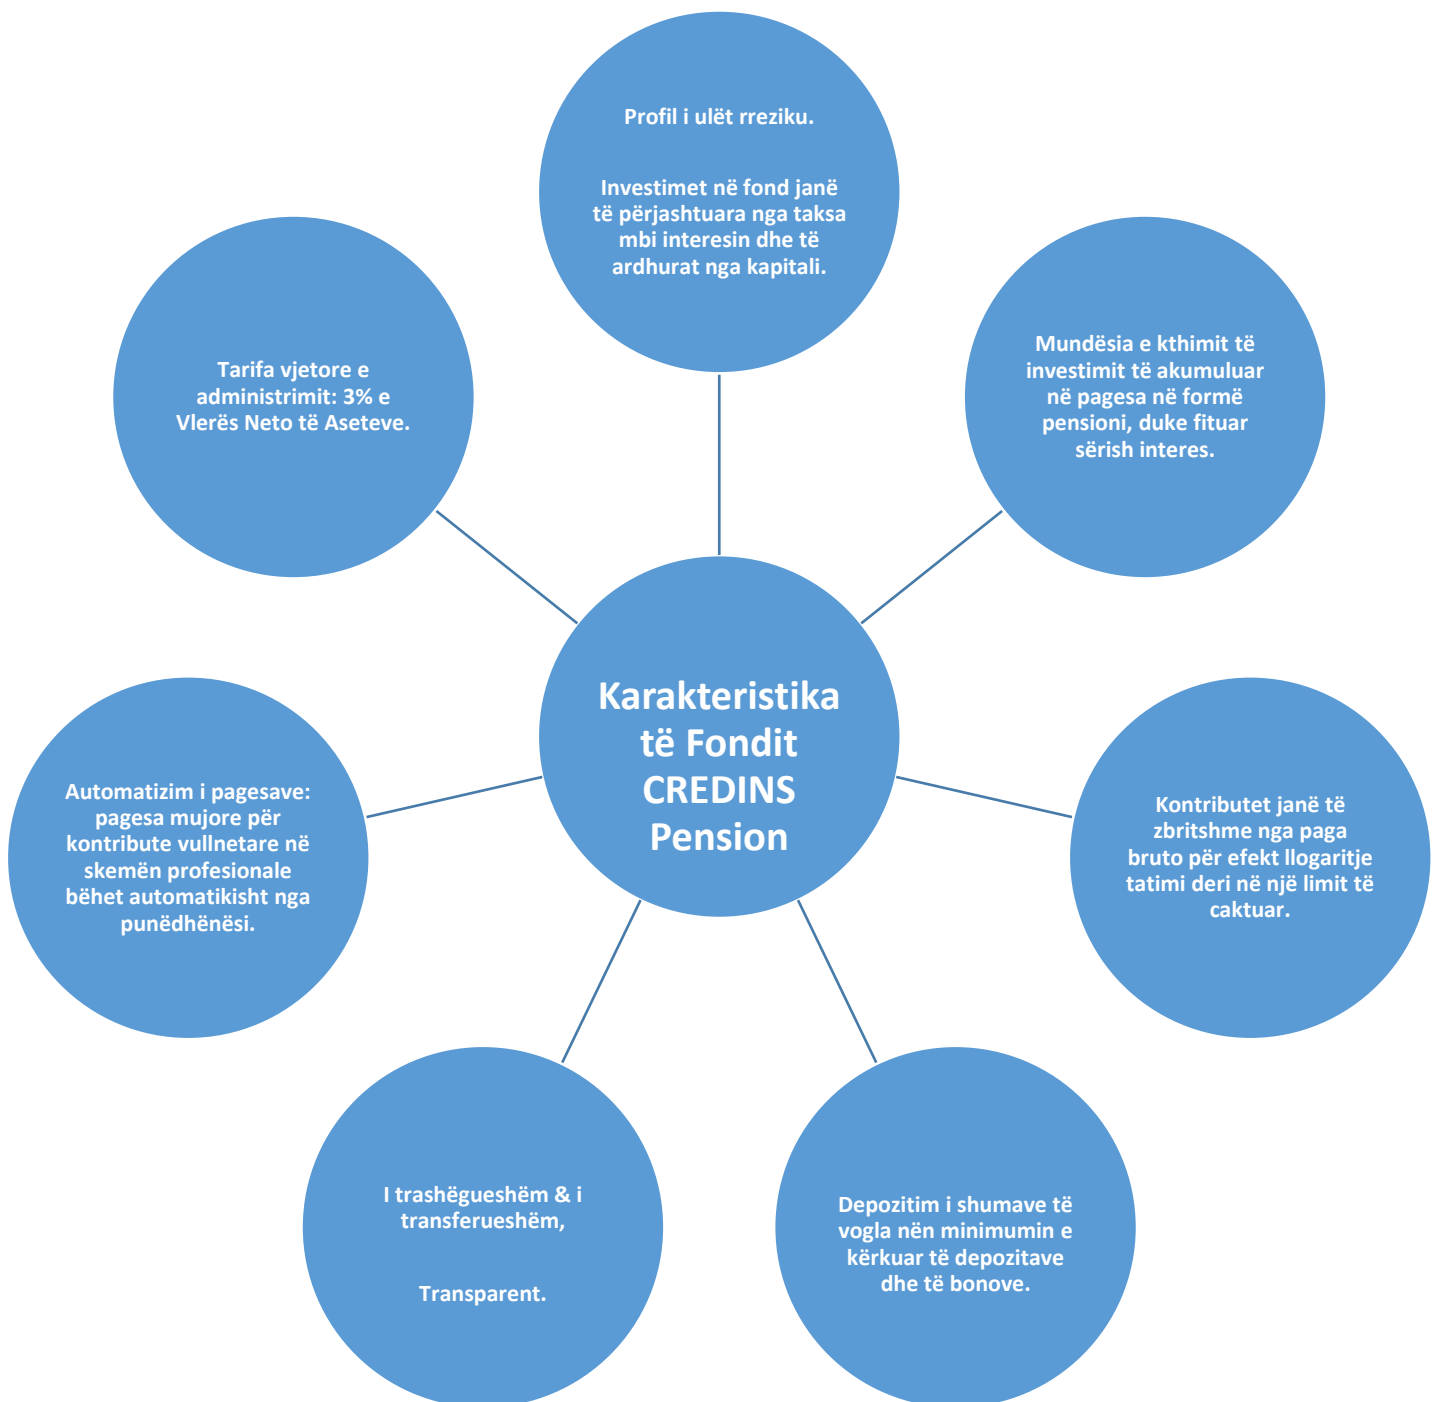 Profil i ulët rreziku.
Investimet në fond janë
të përjashtuara nga taksa
mbi interesin dhe të
ardhurat nga kapitali.
Mundësia e kthimit të
investimit të akumuluar
në pagesa në formë
pensioni, duke fituar
sërish interes.
Kontributet janë të
zbritshme nga paga
bruto për efekt llogaritje
tatimi deri në një limit të
caktuar.
Depozitim i shumave të
vogla nën minimumin e
kërkuar të depozitave
dhe të bonove.
I trashëgueshëm & i
transferueshëm,
Transparent.
Automatizim i pagesave:
pagesa mujore për
kontribute vullnetare në
skemën profesionale
bëhet automatikisht nga
punëdhënësi.
Tarifa vjetore e
administrimit: 3% e
Vlerës Neto të Aseteve.
Karakteristika
të Fondit
CREDINS
Pension